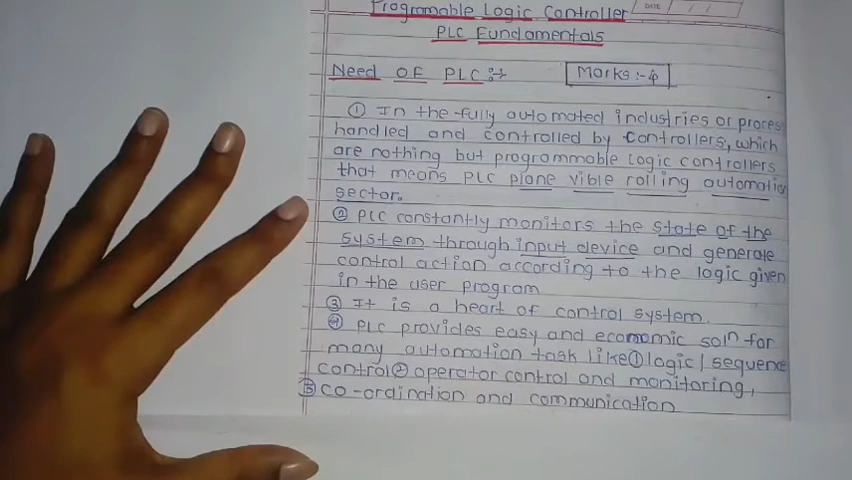 Programmable Logic Controller
DATE / /
PLC Fundamentals
Need OF PLC :+ Marks :- 4
① In the fully automated industries or process
handled and controlled by controllers, which
are nothing but programmable logic controllers
that means PLC plane vible rolling automatio
sector.
② PLC constantly monitors the state of the
system through input device and generate
control action according to the logic given
in the user program
③ It is a heart of control system.
④ PLC provides easy and economic solⁿ for
many automation task like ① logic / sequence
control ② operator control and monitoring,
③ co-ordination and communication